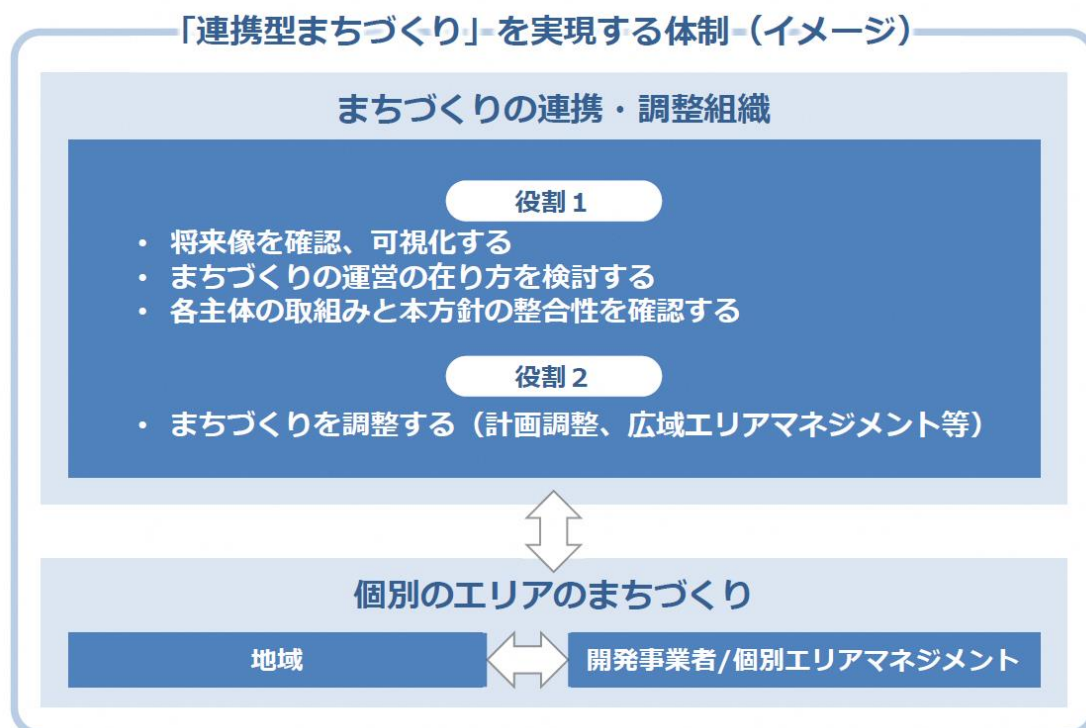 「連携型まちづくり」を実現する体制（イメージ）
まちづくりの連携・調整組織
役割１
・ 将来像を確認、可視化する
・ まちづくりの運営の在り方を検討する
・ 各主体の取組みと本方針の整合性を確認する
役割２
・ まちづくりを調整する（計画調整、広域エリアマネジメント等）
個別のエリアのまちづくり
地域
開発事業者/個別エリアマネジメント